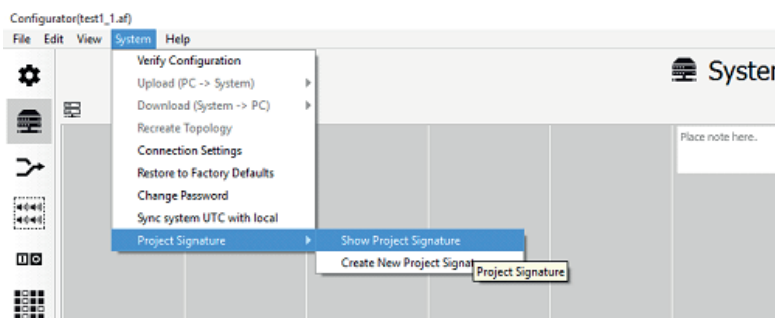 Configurator(test1_1.af)
File Edit View System Help
System
Verify Configuration
Upload (PC -> System)
Download (System -> PC)
Recreate Topology
Connection Settings
Restore to Factory Defaults
Change Password
Sync system UTC with local
Project Signature
Show Project Signature
Create New Project
Project Signature
Place note here.